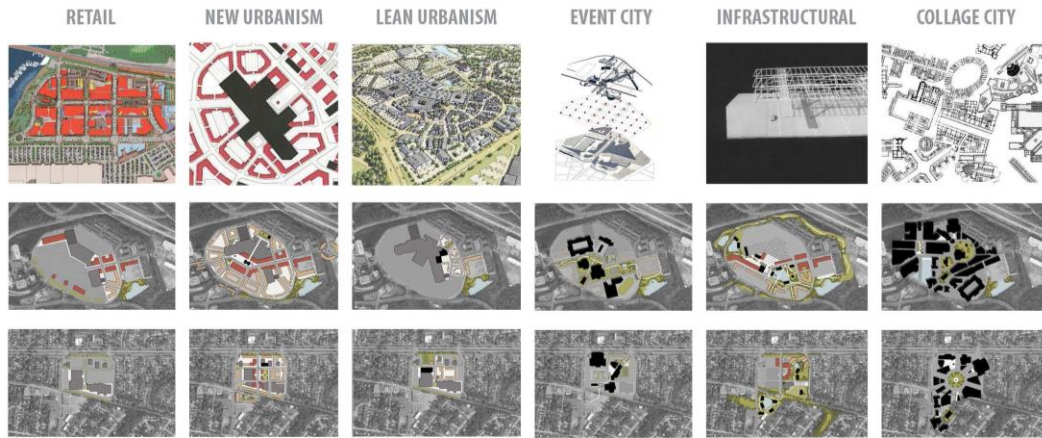 RETAIL
NEW URBANISM
LEAN URBANISM
EVENT CITY
INFRASTRUCTURAL
COLLAGE CITY